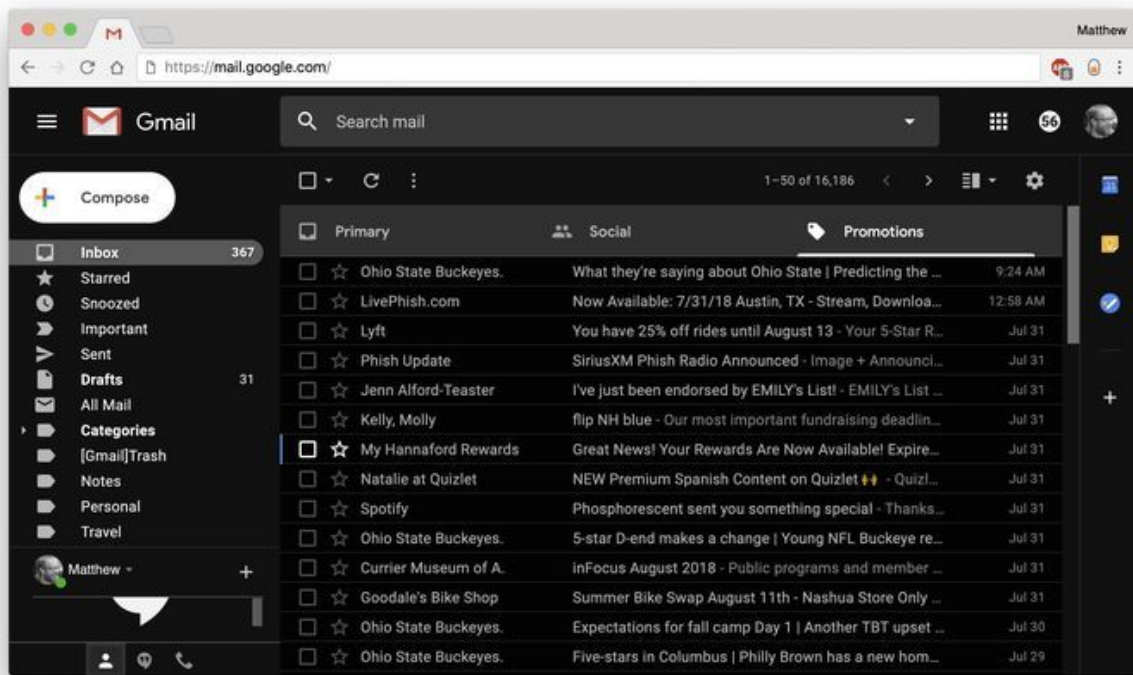 Matthew
https://mail.google.com/
8
Gmail
Search mail
56
Compose
1–50 of 16,186
31
Primary
Social
Promotions
Inbox 367
Starred
Snoozed
Important
Sent
Drafts 31
All Mail
Categories
[Gmail]Trash
Notes
Personal
Travel
Matthew
Ohio State Buckeyes. What they're saying about Ohio State | Predicting the ... 9:24 AM
LivePhish.com Now Available: 7/31/18 Austin, TX - Stream, Downloa... 12:58 AM
Lyft You have 25% off rides until August 13 - Your 5-Star R... Jul 31
Phish Update SiriusXM Phish Radio Announced - Image + Announci... Jul 31
Jenn Alford-Teaster I've just been endorsed by EMILY's List! - EMILY's List ... Jul 31
Kelly, Molly flip NH blue - Our most important fundraising deadlin... Jul 31
My Hannaford Rewards Great News! Your Rewards Are Now Available! Expire... Jul 31
Natalie at Quizlet NEW Premium Spanish Content on Quizlet 🙌 - Quizl... Jul 31
Spotify Phosphorescent sent you something special - Thanks... Jul 31
Ohio State Buckeyes. 5-star D-end makes a change | Young NFL Buckeye re... Jul 31
Currier Museum of A. inFocus August 2018 - Public programs and member ... Jul 31
Goodale's Bike Shop Summer Bike Swap August 11th - Nashua Store Only ... Jul 31
Ohio State Buckeyes. Expectations for fall camp Day 1 | Another TBT upset ... Jul 30
Ohio State Buckeyes. Five-stars in Columbus | Philly Brown has a new hom... Jul 29